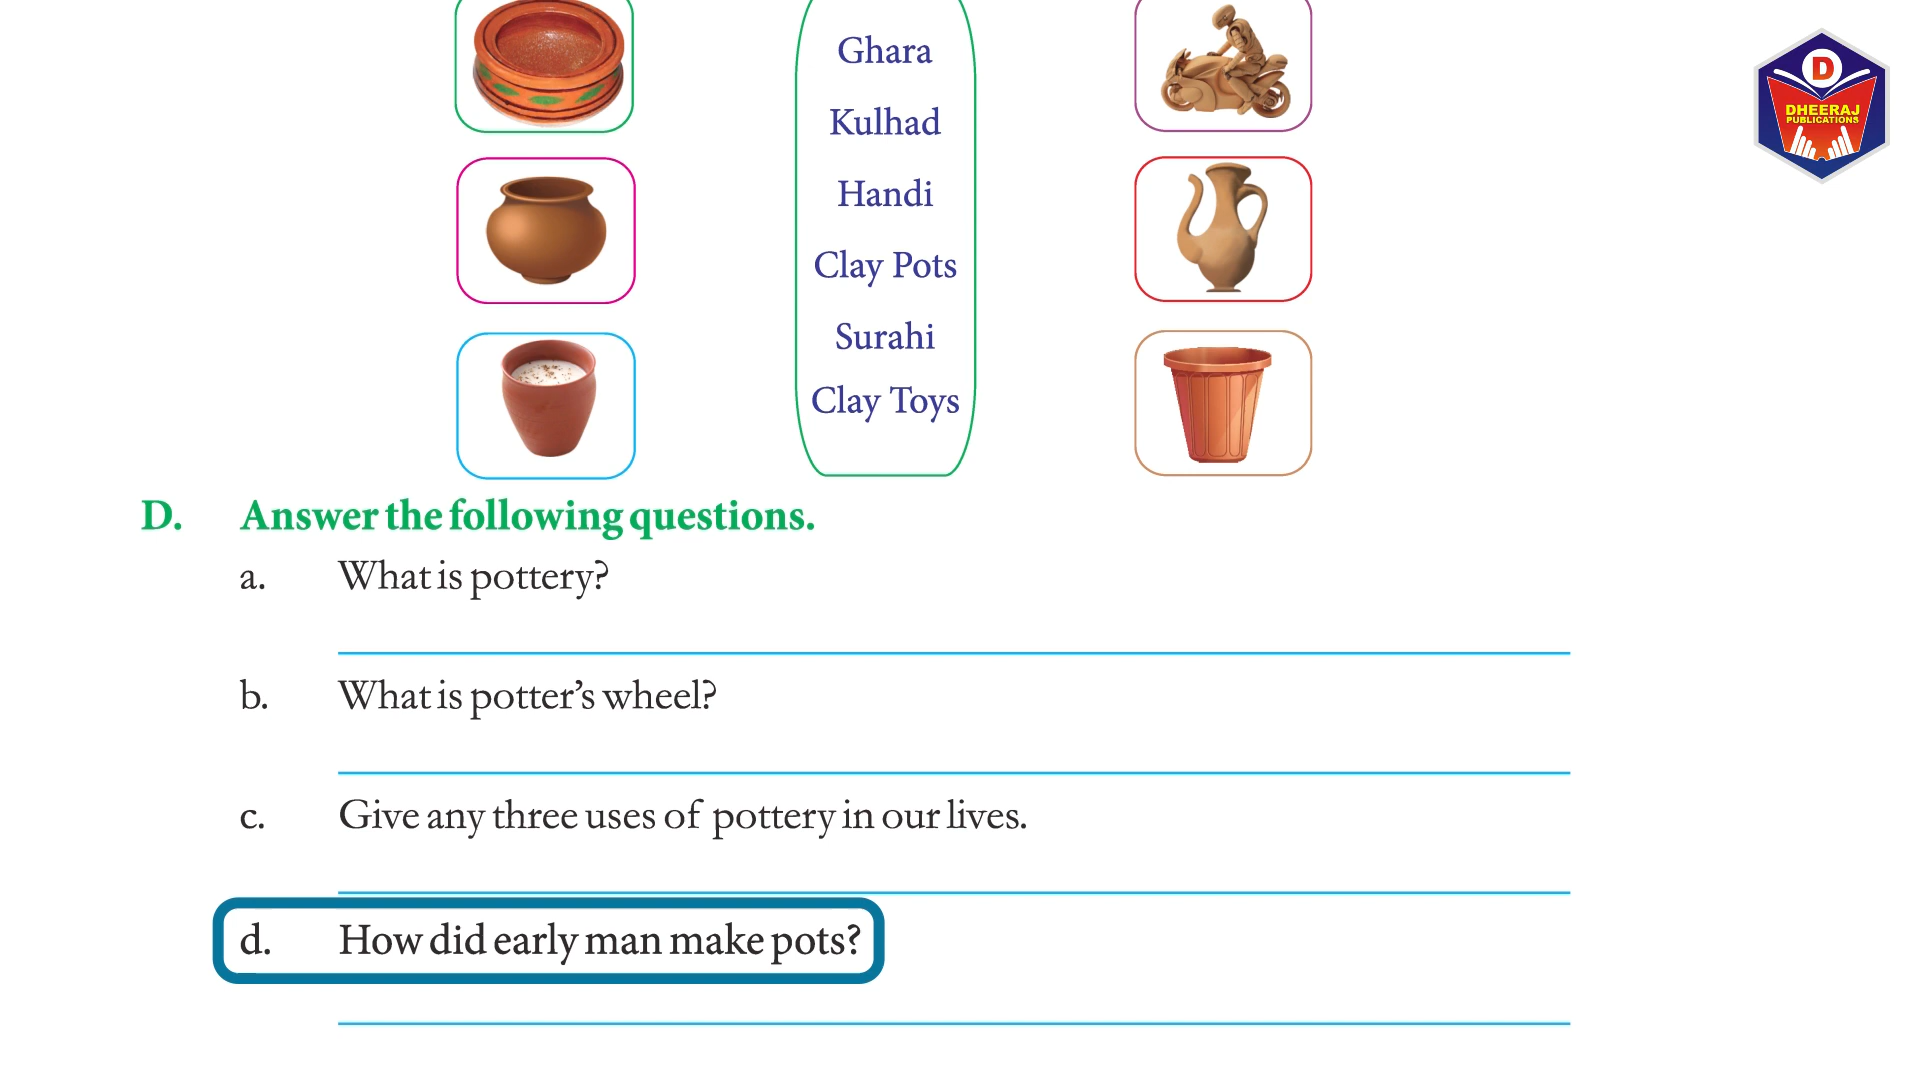 Ghara
Kulhad
Handi
Clay Pots
Surahi
Clay Toys
D
DHEERAJ
PUBLICATIONS
D. Answer the following questions.
a. What is pottery?
b. What is potter’s wheel?
c. Give any three uses of pottery in our lives.
d. How did early man make pots?